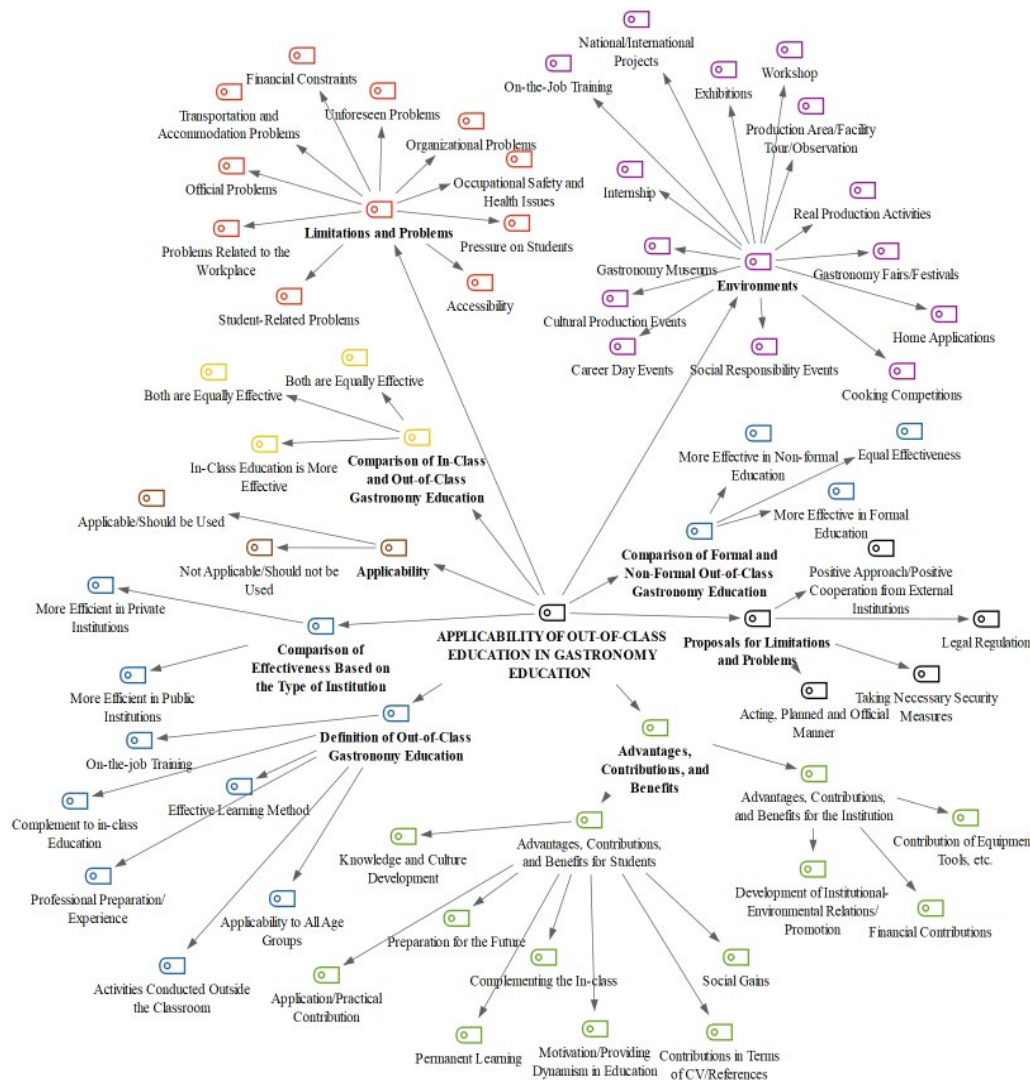 National/International
Projects
Financial Constraints
On-the-Job Training
Workshop
Exhibitions
Transportation and
Accommodation Problems
Unforeseen Problems
Organizational Problems
Production Area/Facility
Tour/Observation
Official Problems
Occupational Safety and
Health Issues
Internship
Real Production Activities
Limitations and Problems
Problems Related to the
Workplace
Pressure on Students
Gastronomy Museums
Gastronomy Fairs/Festivals
Environments
Accessibility
Student-Related Problems
Cultural Production Events
Home Applications
Career Day Events
Social Responsibility Events
Cooking Competitions
Both are Equally Effective
Both are Equally Effective
In-Class Education is More
Effective
Comparison of In-Class
and Out-of-Class
Gastronomy Education
More Effective in Non-formal
Education
Equal Effectiveness
More Effective in Formal
Education
Applicable/Should be Used
Not Applicable/Should not be
Used
Applicability
Comparison of Formal and
Non-Formal Out-of-Class
Gastronomy Education
Positive Approach/Positive
Cooperation from External
Institutions
More Efficient in Private
Institutions
APPLICABILITY OF OUT-OF-CLASS
EDUCATION IN GASTRONOMY
EDUCATION
Proposals for Limitations
and Problems
Legal Regulation
Comparison of
Effectiveness Based on
the Type of Institution
More Efficient in Public
Institutions
Taking Necessary Security
Measures
Acting, Planned and Official
Manner
Definition of Out-of-Class
Gastronomy Education
On-the-job Training
Advantages,
Contributions, and
Benefits
Effective Learning Method
Complement to in-class
Education
Advantages, Contributions,
and Benefits for the Institution
Contribution of Equipmen
Tools, etc.
Advantages, Contributions,
and Benefits for Students
Knowledge and Culture
Development
Professional Preparation/
Experience
Applicability to All Age
Groups
Development of Institutional-
Environmental Relations/
Promotion
Financial Contributions
Preparation for the Future
Activities Conducted Outside
the Classroom
Application/Practical
Contribution
Complementing the In-class
Social Gains
Permanent Learning
Motivation/Providing
Dynamism in Education
Contributions in Terms
of CV/References